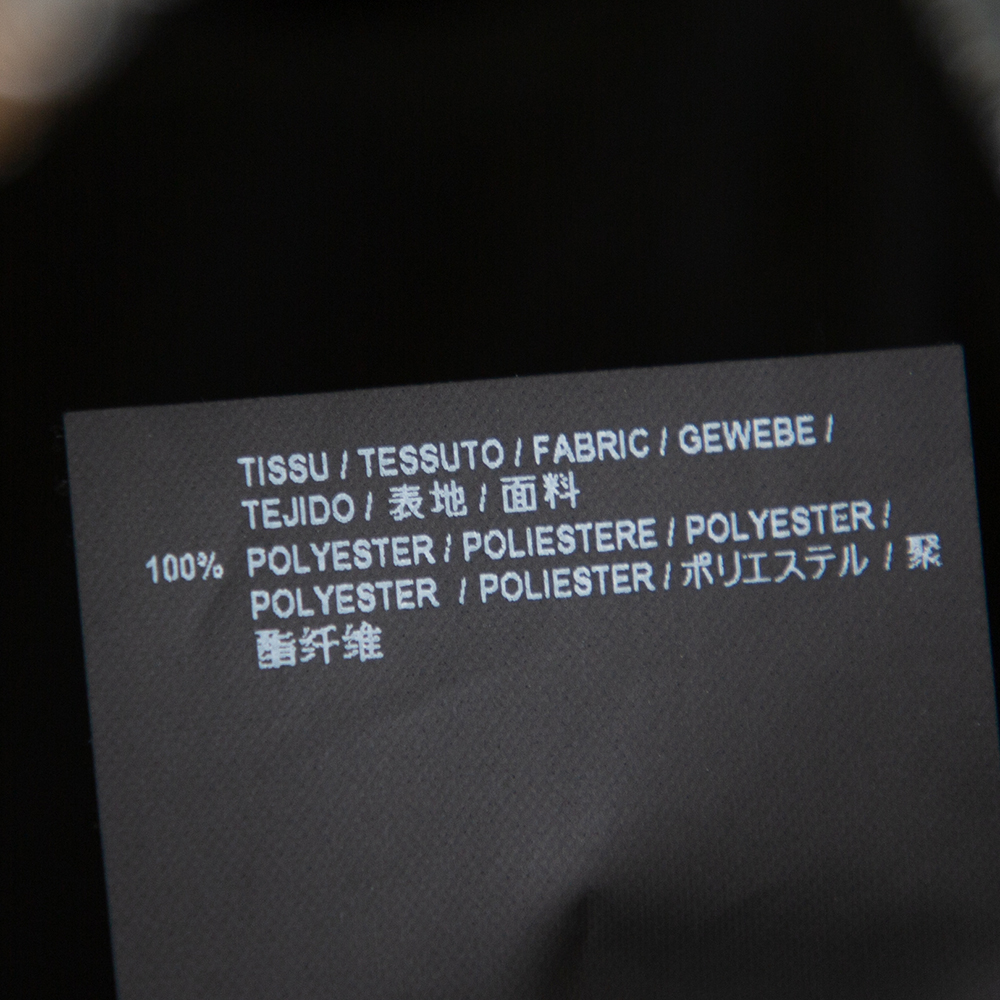 TISSU / TESSUTO / FABRIC / GEWEBE /
TEJIDO / 表地 / 面料
100% POLYESTER / POLIESTERE / POLYESTER /
POLYESTER / POLIESTER / ポリエステル / 聚
酯纤维